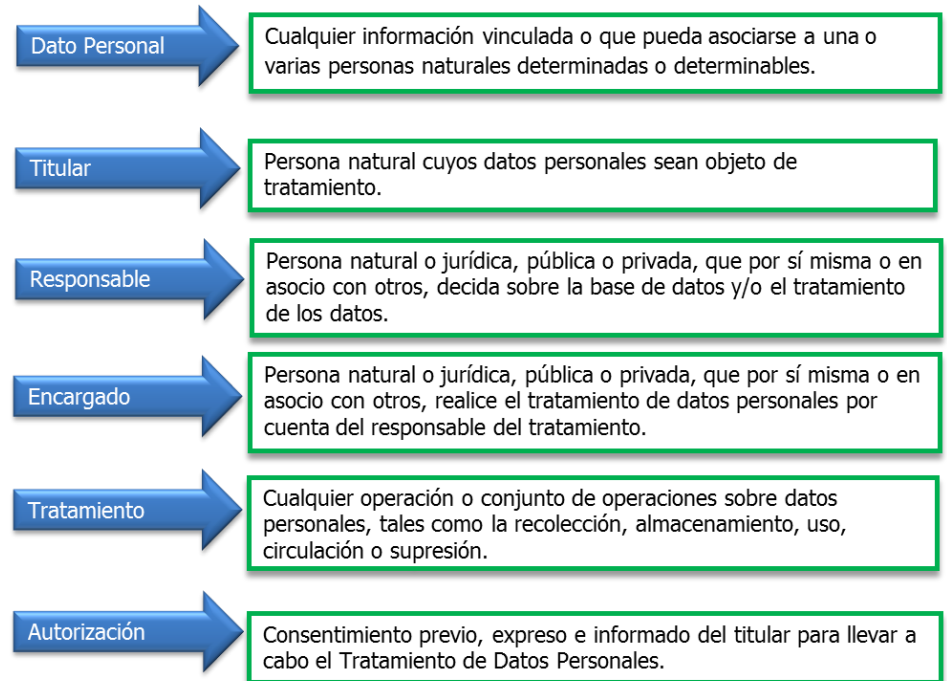 Dato Personal
Cualquier información vinculada o que pueda asociarse a una o
varias personas naturales determinadas o determinables.
Titular
Persona natural cuyos datos personales sean objeto de
tratamiento.
Responsable
Persona natural o jurídica, pública o privada, que por sí misma o en
asocio con otros, decida sobre la base de datos y/o el tratamiento
de los datos.
Encargado
Persona natural o jurídica, pública o privada, que por sí misma o en
asocio con otros, realice el tratamiento de datos personales por
cuenta del responsable del tratamiento.
Tratamiento
Cualquier operación o conjunto de operaciones sobre datos
personales, tales como la recolección, almacenamiento, uso,
circulación o supresión.
Autorización
Consentimiento previo, expreso e informado del titular para llevar a
cabo el Tratamiento de Datos Personales.